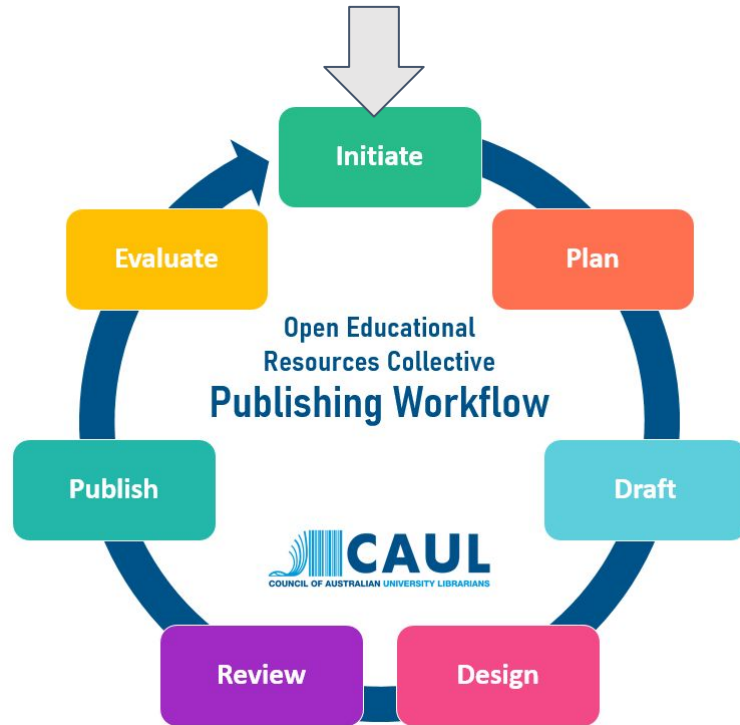 Initiate
Plan
Draft
Design
Review
Publish
Evaluate
Open Educational
Resources Collective
Publishing Workflow
CAUL
COUNCIL OF AUSTRALIAN UNIVERSITY LIBRARIANS